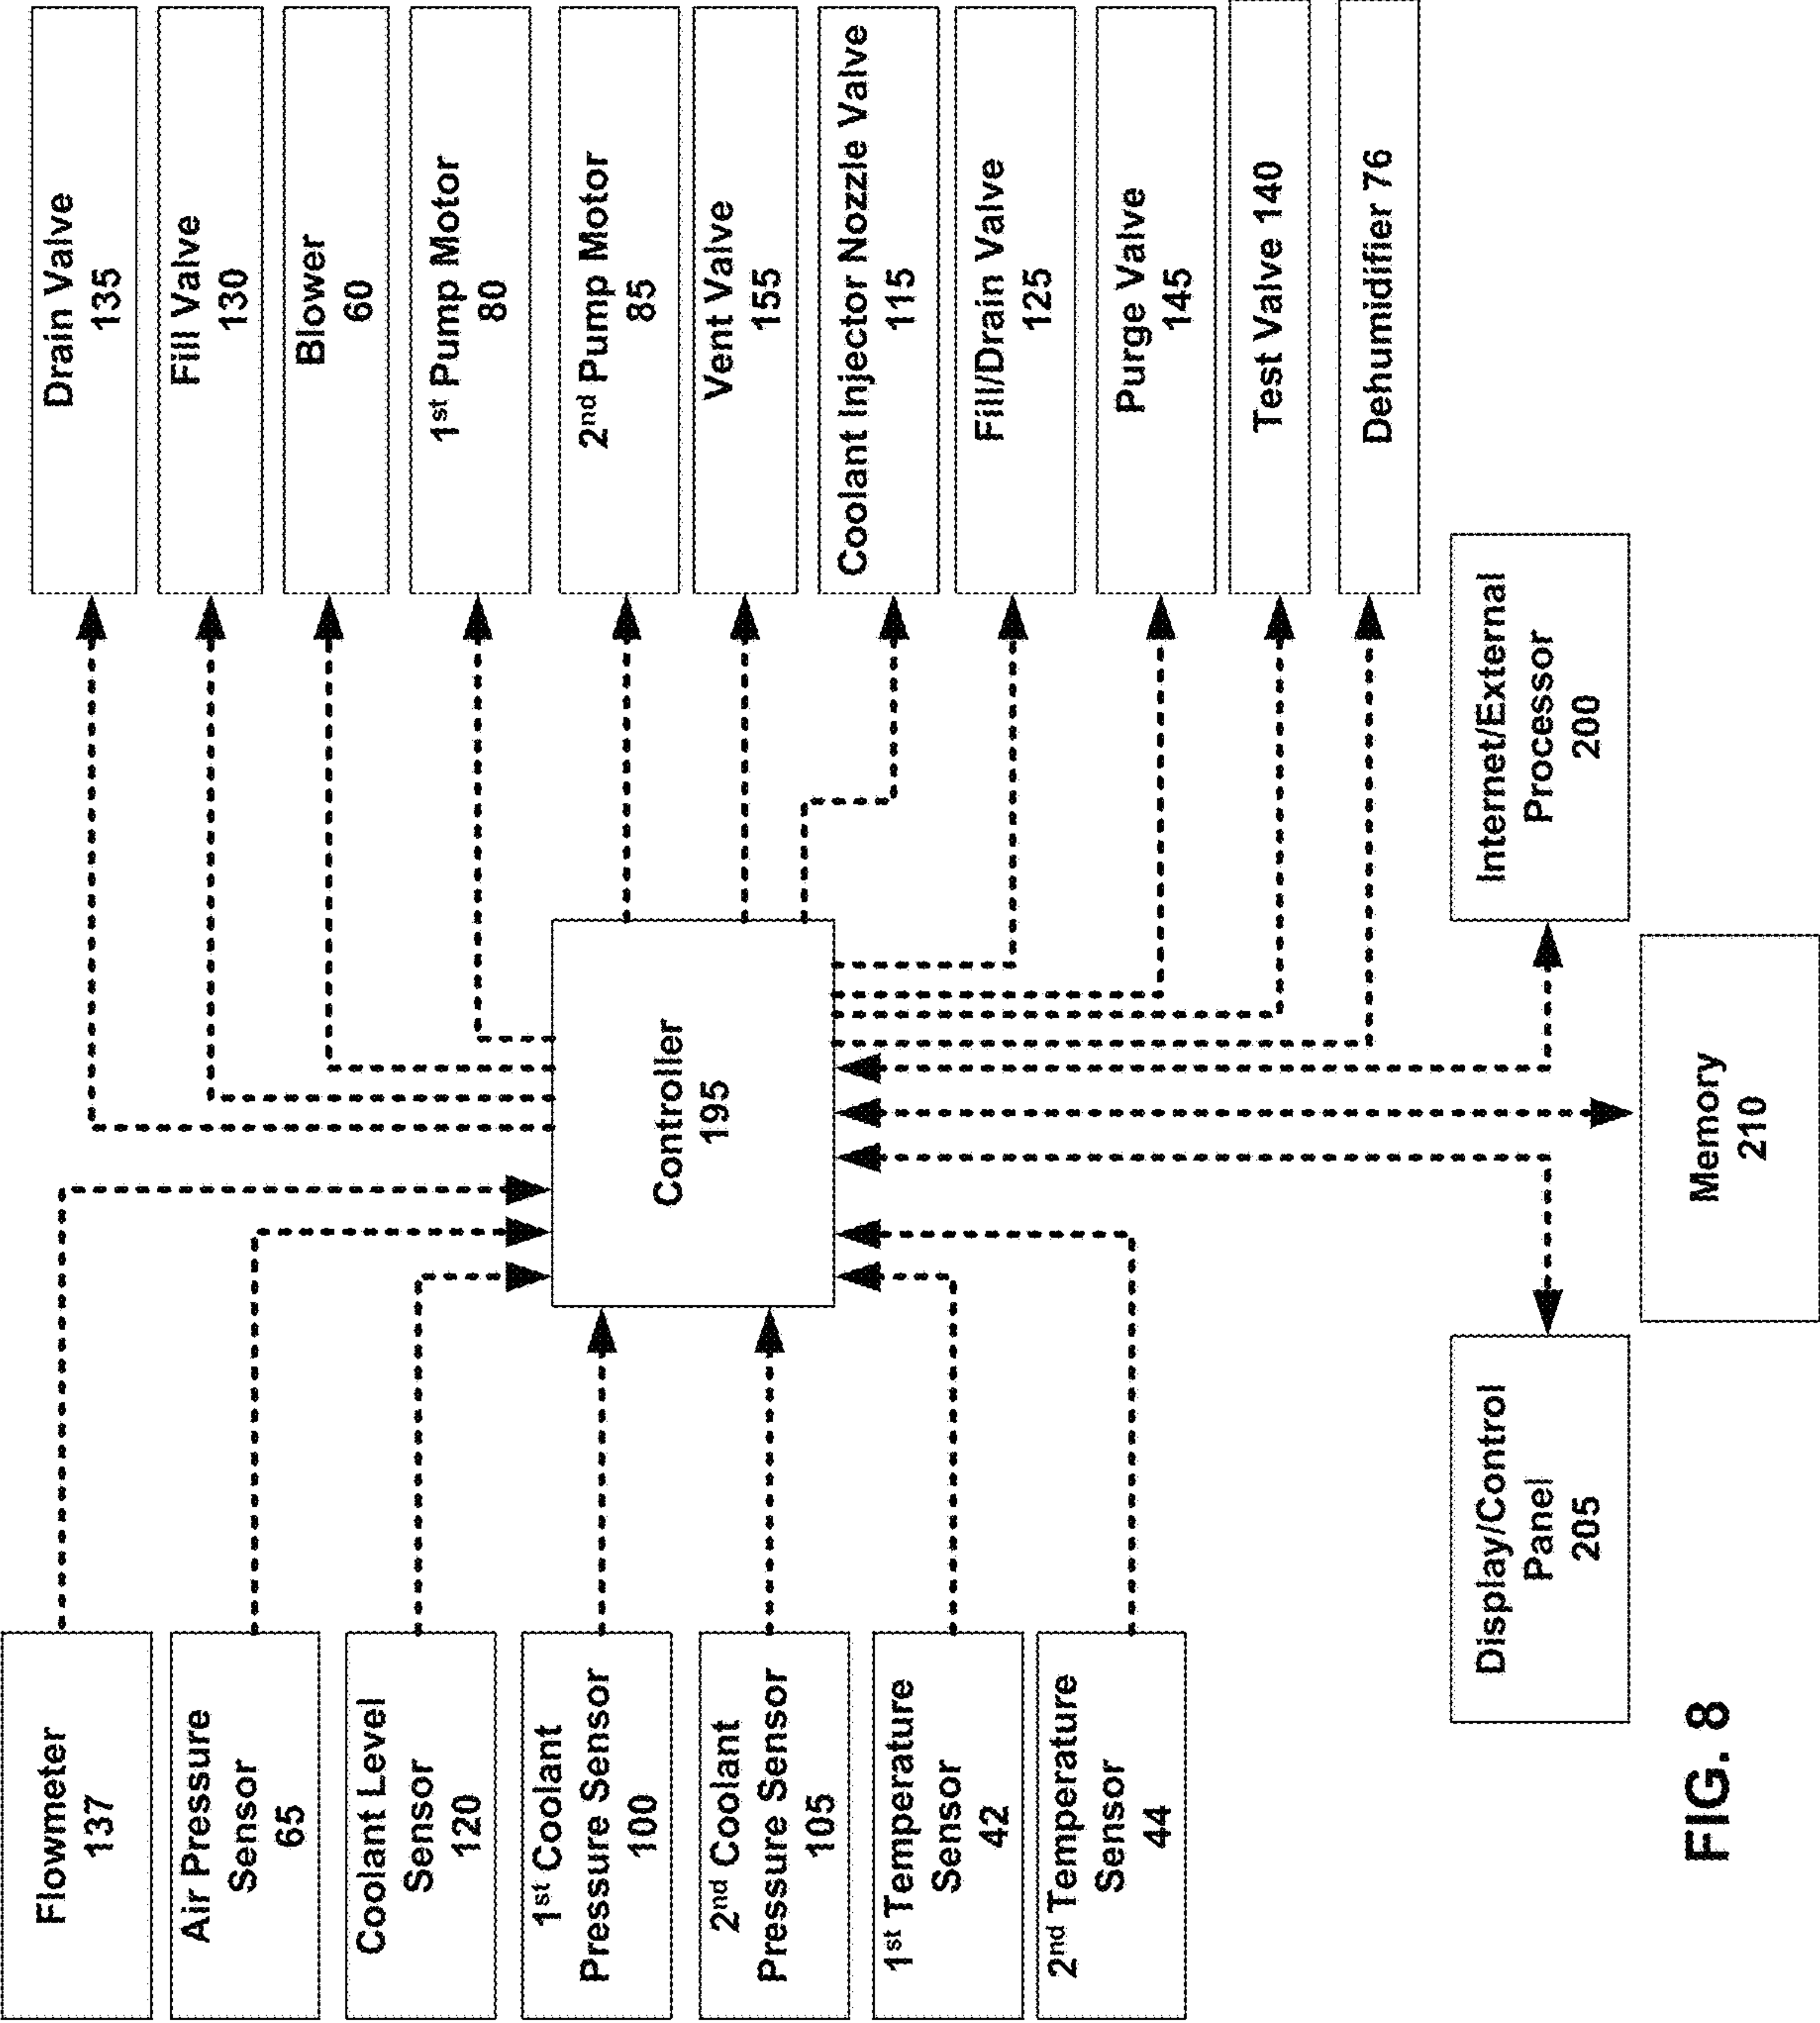 Flowmeter
137
Air Pressure
Sensor
65
Coolant Level
Sensor
120
1st Coolant
Pressure Sensor
100
2nd Coolant
Pressure Sensor
105
1st Temperature
Sensor
42
2nd Temperature
Sensor
44
Controller
195
Drain Valve
135
Fill Valve
130
Blower
60
1st Pump Motor
80
2nd Pump Motor
85
Vent Valve
155
Coolant Injector Nozzle Valve
115
Fill/Drain Valve
125
Purge Valve
145
Test Valve 140
Dehumidifier 76
Display/Control
Panel
205
Memory
210
Internet/External
Processor
200
FIG. 8